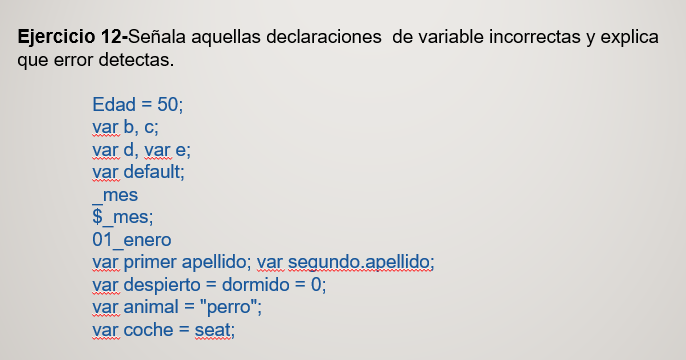 Ejercicio 12-Señala aquellas declaraciones  de variable incorrectas y explica
que error detectas.
Edad = 50;
var b, c;
var d, var e;
var default;
_mes
$_mes;
01_enero
var primer apellido; var segundo.apellido;
var despierto = dormido = 0;
var animal = "perro";
var coche = seat;